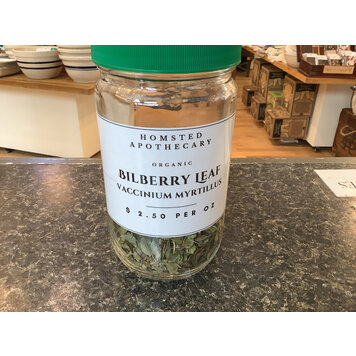 HOMSTED
APOTHECARY
ORGANIC
BILBERRY LEAF
VACCINIUM MYRTILLUS
$ 2.50 PER OZ